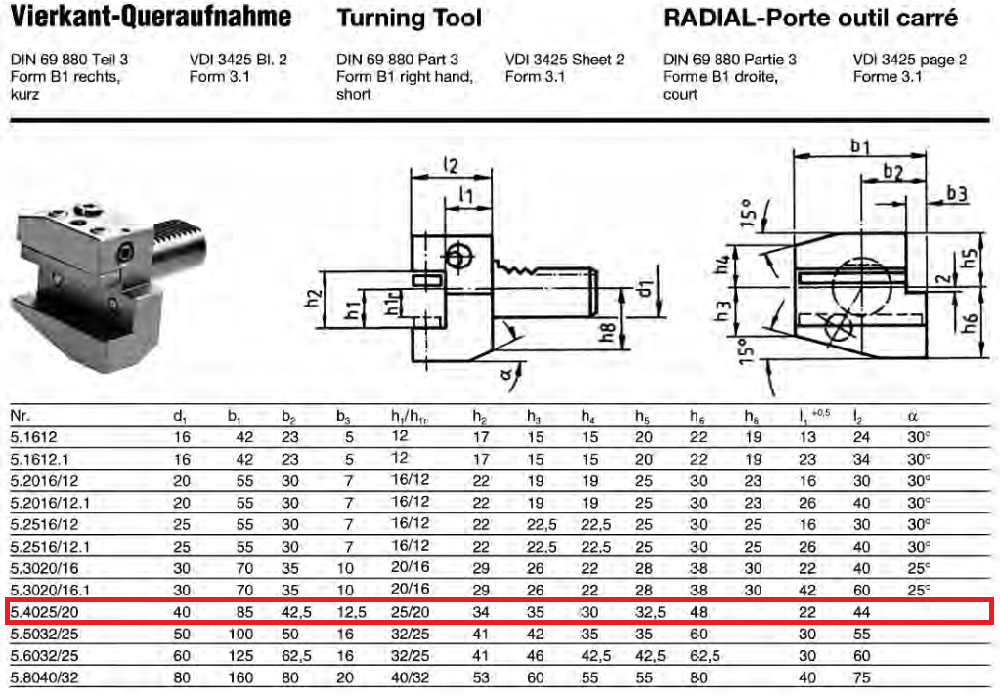 Vierkant-Queraufnahme Turning Tool RADIAL-Porte outil carré
DIN 69 880 Teil 3 VDI 3425 Bl. 2 DIN 69 880 Part 3 VDI 3425 Sheet 2 DIN 69 880 Partie 3 VDI 3425 page 2
Form B1 rechts, Form 3.1 Form B1 right hand, Form 3.1 Forme B1 droite, Forme 3.1
kurz short court
l2 b1
l1 b2
b3
15°
h4 h5
h2 h1 h1r d1 2
h3 h6
h8
15°
α
Nr. d₁ b₁ b₂ b₃ h₁/h₁ᵣ h₂ h₃ h₄ h₅ h₆ h₈ l₁ +0,5 l₂ α
5.1612 16 42 23 5 12 17 15 15 20 22 19 13 24 30°
5.1612.1 16 42 23 5 12 17 15 15 20 22 19 23 34 30°
5.2016/12 20 55 30 7 16/12 22 19 19 25 30 23 16 30 30°
5.2016/12.1 20 55 30 7 16/12 22 19 19 25 30 23 26 40 30°
5.2516/12 25 55 30 7 16/12 22 22,5 22,5 25 30 25 16 30 30°
5.2516/12.1 25 55 30 7 16/12 22 22,5 22,5 25 30 25 26 40 30°
5.3020/16 30 70 35 10 20/16 29 26 22 28 38 30 22 40 25°
5.3020/16.1 30 70 35 10 20/16 29 26 22 28 38 30 42 60 25°
5.4025/20 40 85 42,5 12,5 25/20 34 35 30 32,5 48 22 44
5.5032/25 50 100 50 16 32/25 41 42 35 35 60 30 55
5.6032/25 60 125 62,5 16 32/25 41 46 42,5 42,5 62,5 30 60
5.8040/32 80 160 80 20 40/32 53 60 55 55 80 40 75